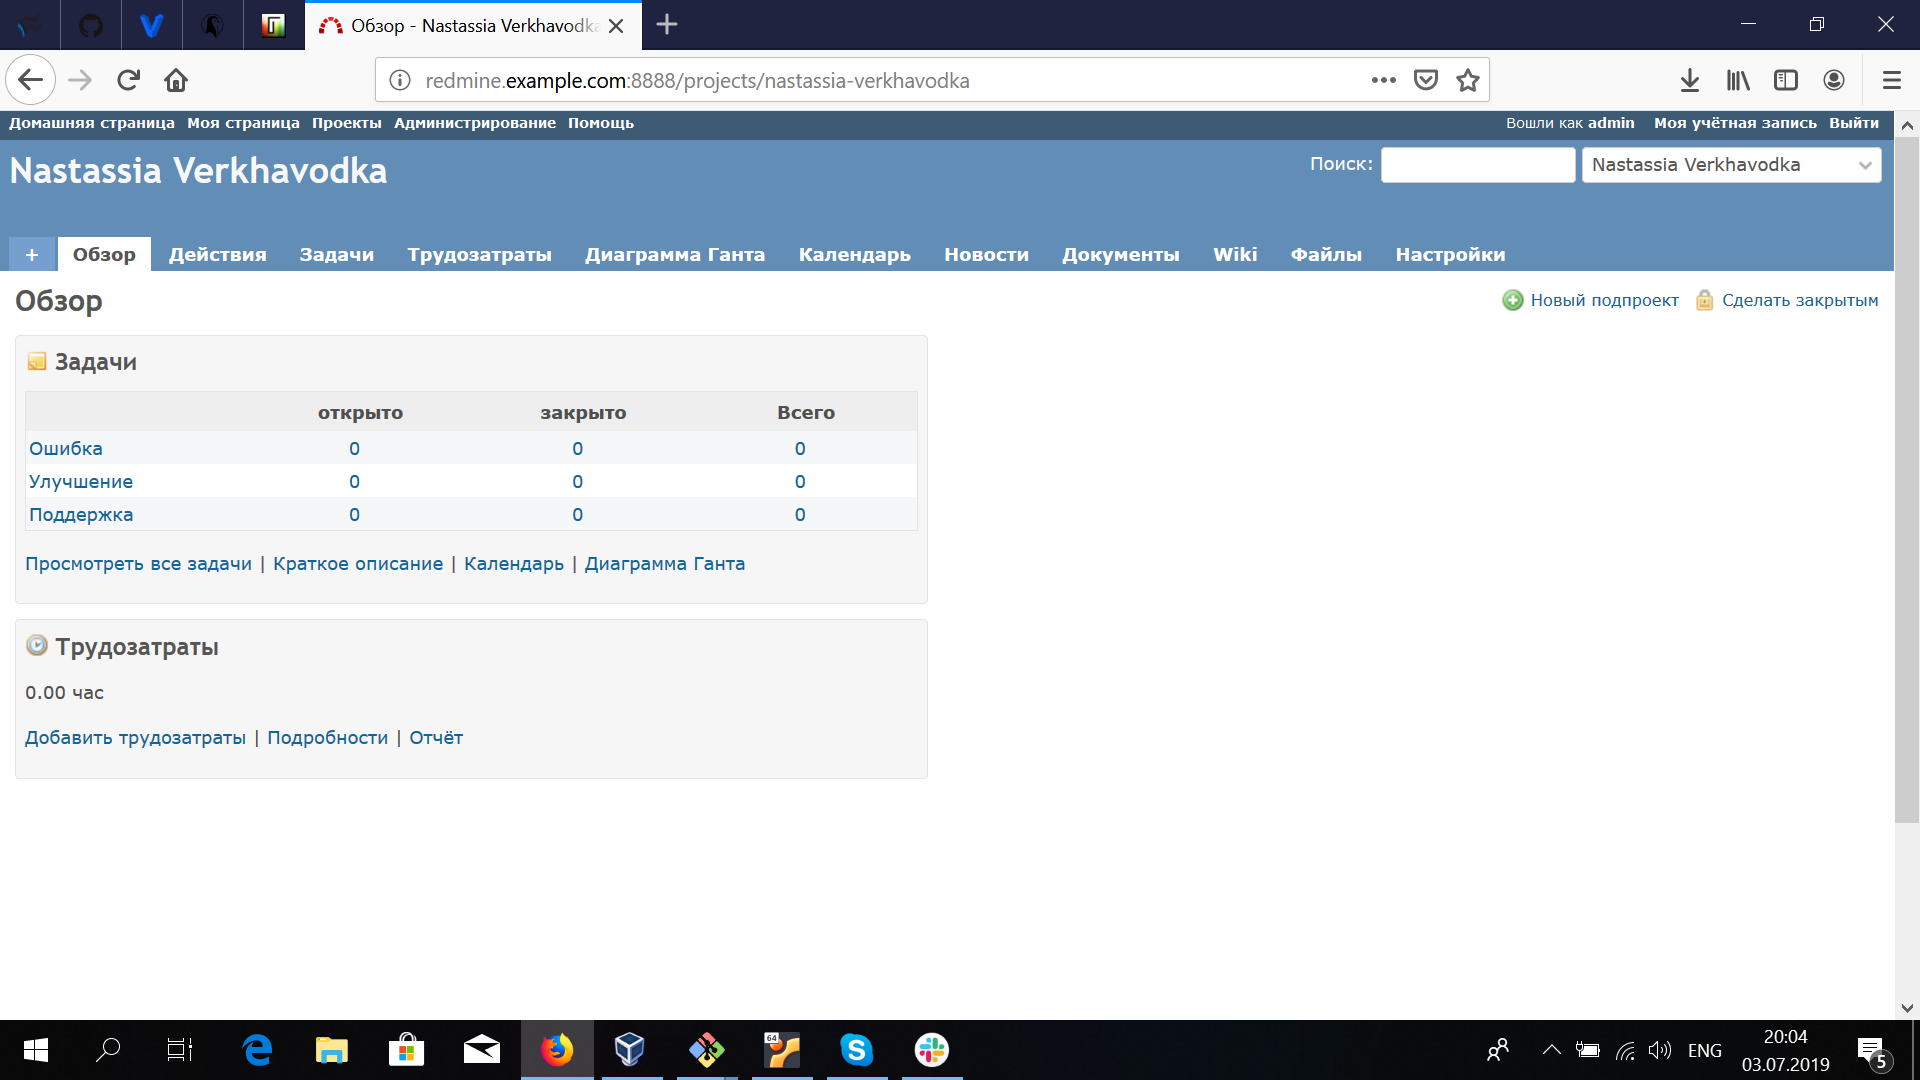 Обзор - Nastassia Verkhavodka
redmine.example.com:8888/projects/nastassia-verkhavodka
Домашняя страница Моя страница Проекты Администрирование Помощь Вошли как admin Моя учётная запись Выйти
Nastassia Verkhavodka Поиск: Nastassia Verkhavodka
+ Обзор Действия Задачи Трудозатраты Диаграмма Ганта Календарь Новости Документы Wiki Файлы Настройки
Обзор Новый подпроект Сделать закрытым
Задачи
открыто закрыто Всего
Ошибка 0 0 0
Улучшение 0 0 0
Поддержка 0 0 0
Просмотреть все задачи | Краткое описание | Календарь | Диаграмма Ганта
Трудозатраты
0.00 час
Добавить трудозатраты | Подробности | Отчёт
64
ENG
20:04
03.07.2019
5